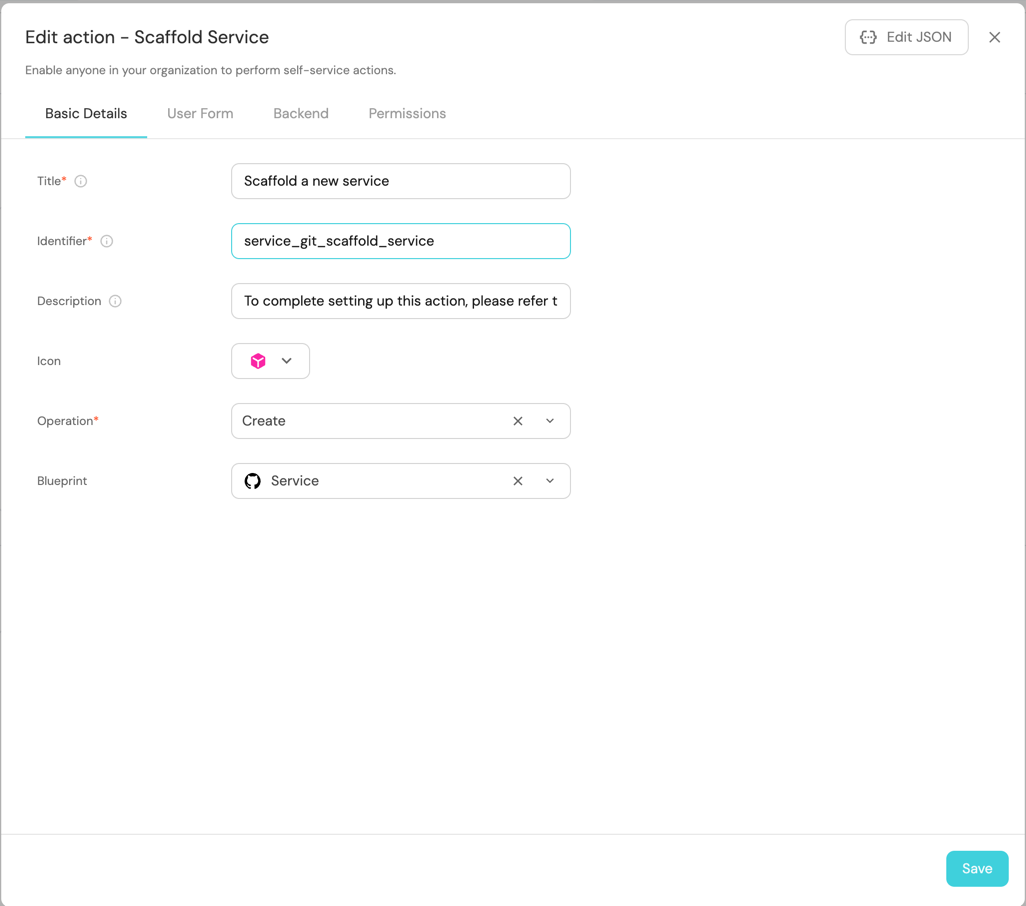 Edit action - Scaffold Service
Edit JSON
Enable anyone in your organization to perform self-service actions.
Basic Details
User Form
Backend
Permissions
Title*
Scaffold a new service
Identifier*
service_git_scaffold_service
Description
To complete setting up this action, please refer t
Icon
Operation*
Create
Blueprint
Service
Save